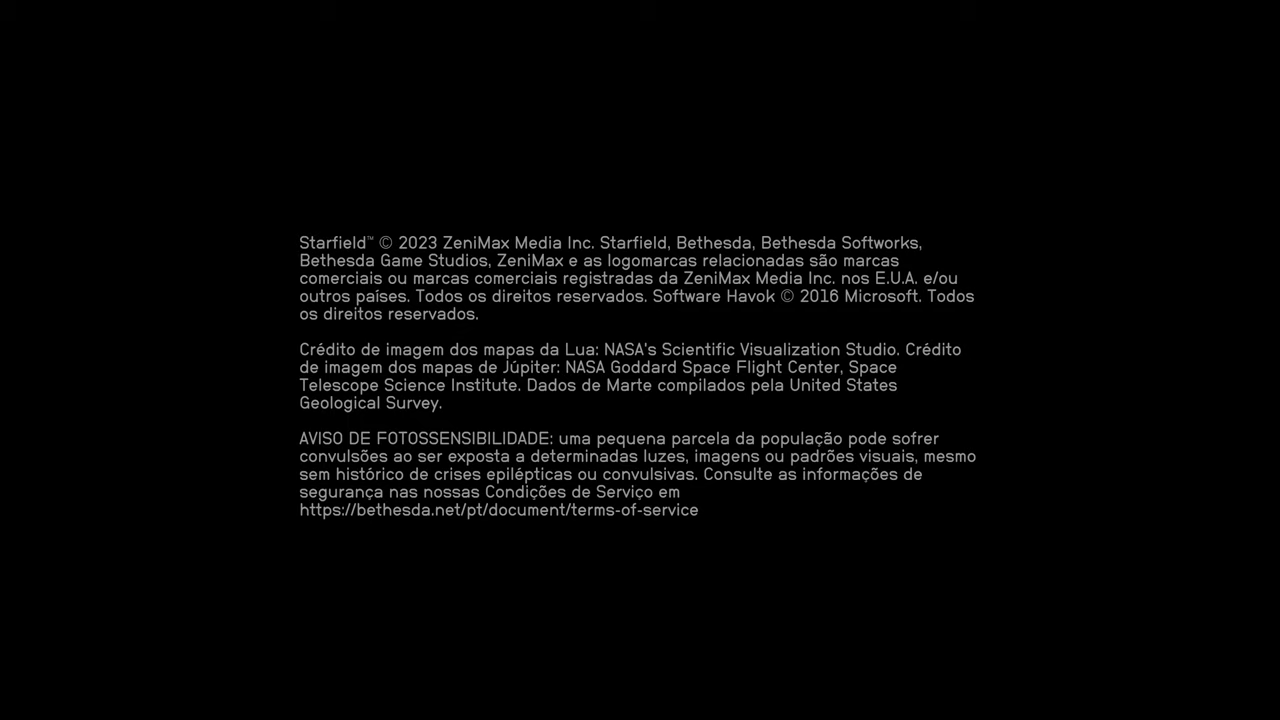 Starfield™ © 2023 ZeniMax Media Inc. Starfield, Bethesda, Bethesda Softworks,
Bethesda Game Studios, ZeniMax e as logomarcas relacionadas são marcas
comerciais ou marcas comerciais registradas da ZeniMax Media Inc. nos E.U.A. e/ou
outros países. Todos os direitos reservados. Software Havok © 2016 Microsoft. Todos
os direitos reservados.
Crédito de imagem dos mapas da Lua: NASA's Scientific Visualization Studio. Crédito
de imagem dos mapas de Júpiter: NASA Goddard Space Flight Center, Space
Telescope Science Institute. Dados de Marte compilados pela United States
Geological Survey.
AVISO DE FOTOSSENSIBILIDADE: uma pequena parcela da população pode sofrer
convulsões ao ser exposta a determinadas luzes, imagens ou padrões visuais, mesmo
sem histórico de crises epilépticas ou convulsivas. Consulte as informações de
segurança nas nossas Condições de Serviço em
https://bethesda.net/pt/document/terms-of-service